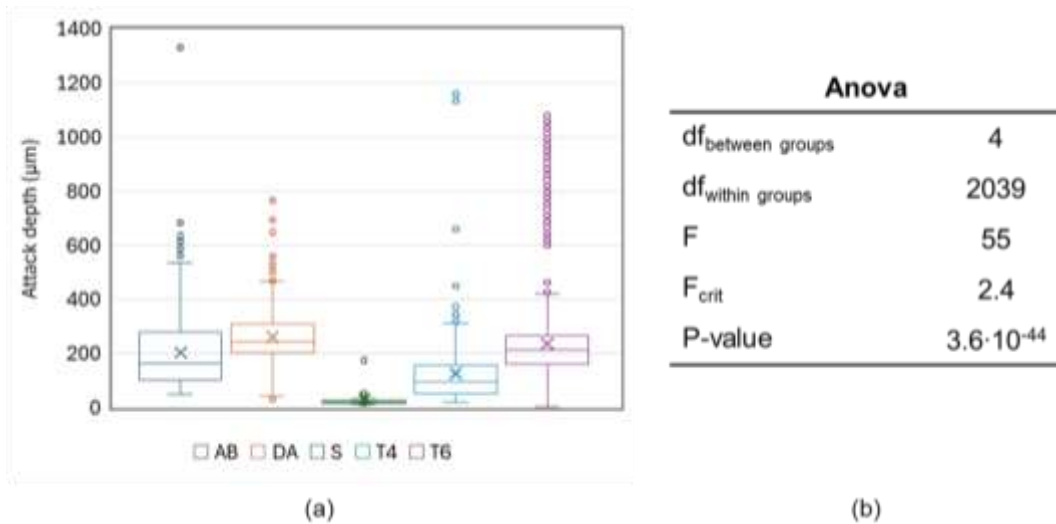 1400
1200
1000
800
600
400
200
0
Attack depth (µm)
AB DA S T4 T6
(a)
Anova
df between groups 4
df within groups 2039
F 55
F crit 2.4
P-value 3.6·10-44
(b)